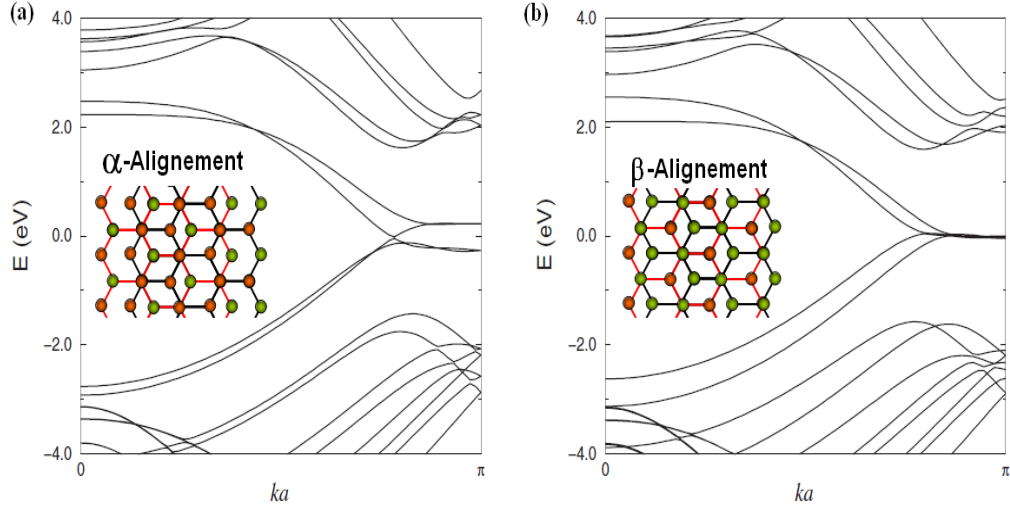 (a)
4.0
2.0
0.0
−2.0
−4.0
E (eV)
α-Alignement
0
π
ka
(b)
4.0
2.0
0.0
−2.0
−4.0
E (eV)
β-Alignement
0
π
ka